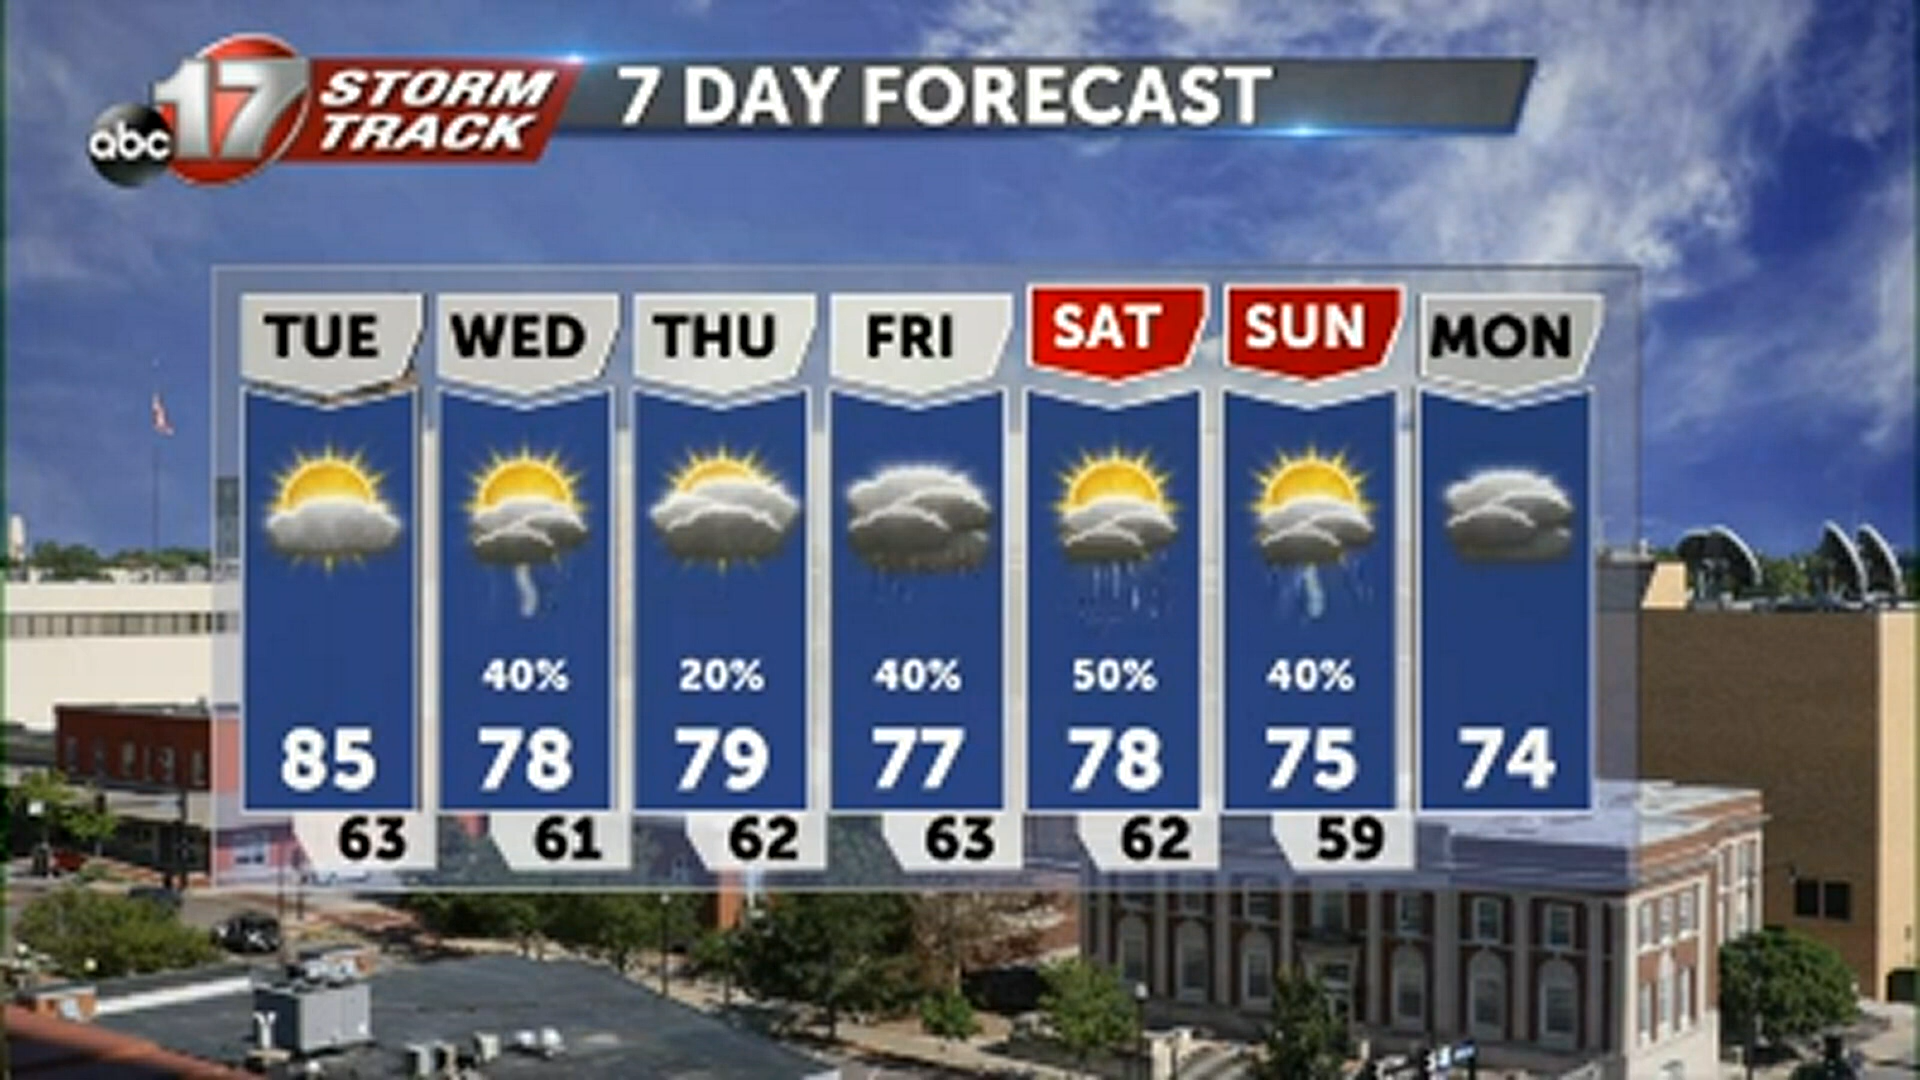 abc 17 STORM TRACK
7 DAY FORECAST
TUE WED THU FRI SAT SUN MON
40% 20% 40% 50% 40%
85 78 79 77 78 75 74
63 61 62 63 62 59